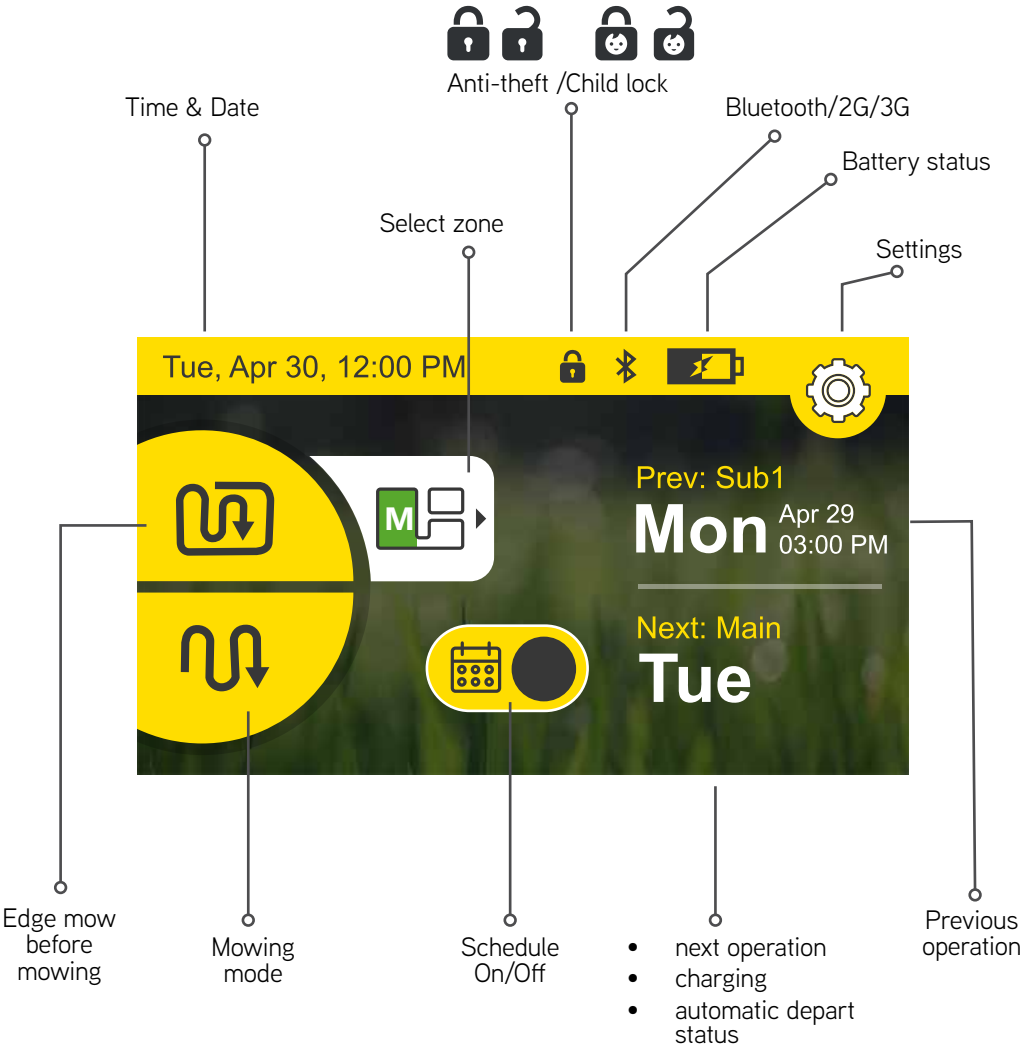 Anti-theft /Child lock
Time & Date
Bluetooth/2G/3G
Battery status
Select zone
Settings
Tue, Apr 30, 12:00 PM
M
Prev: Sub1
Mon
Apr 29
03:00 PM
Next: Main
Tue
Edge mow
before
mowing
Mowing
mode
Schedule
On/Off
• next operation
• charging
• automatic depart
status
Previous
operation